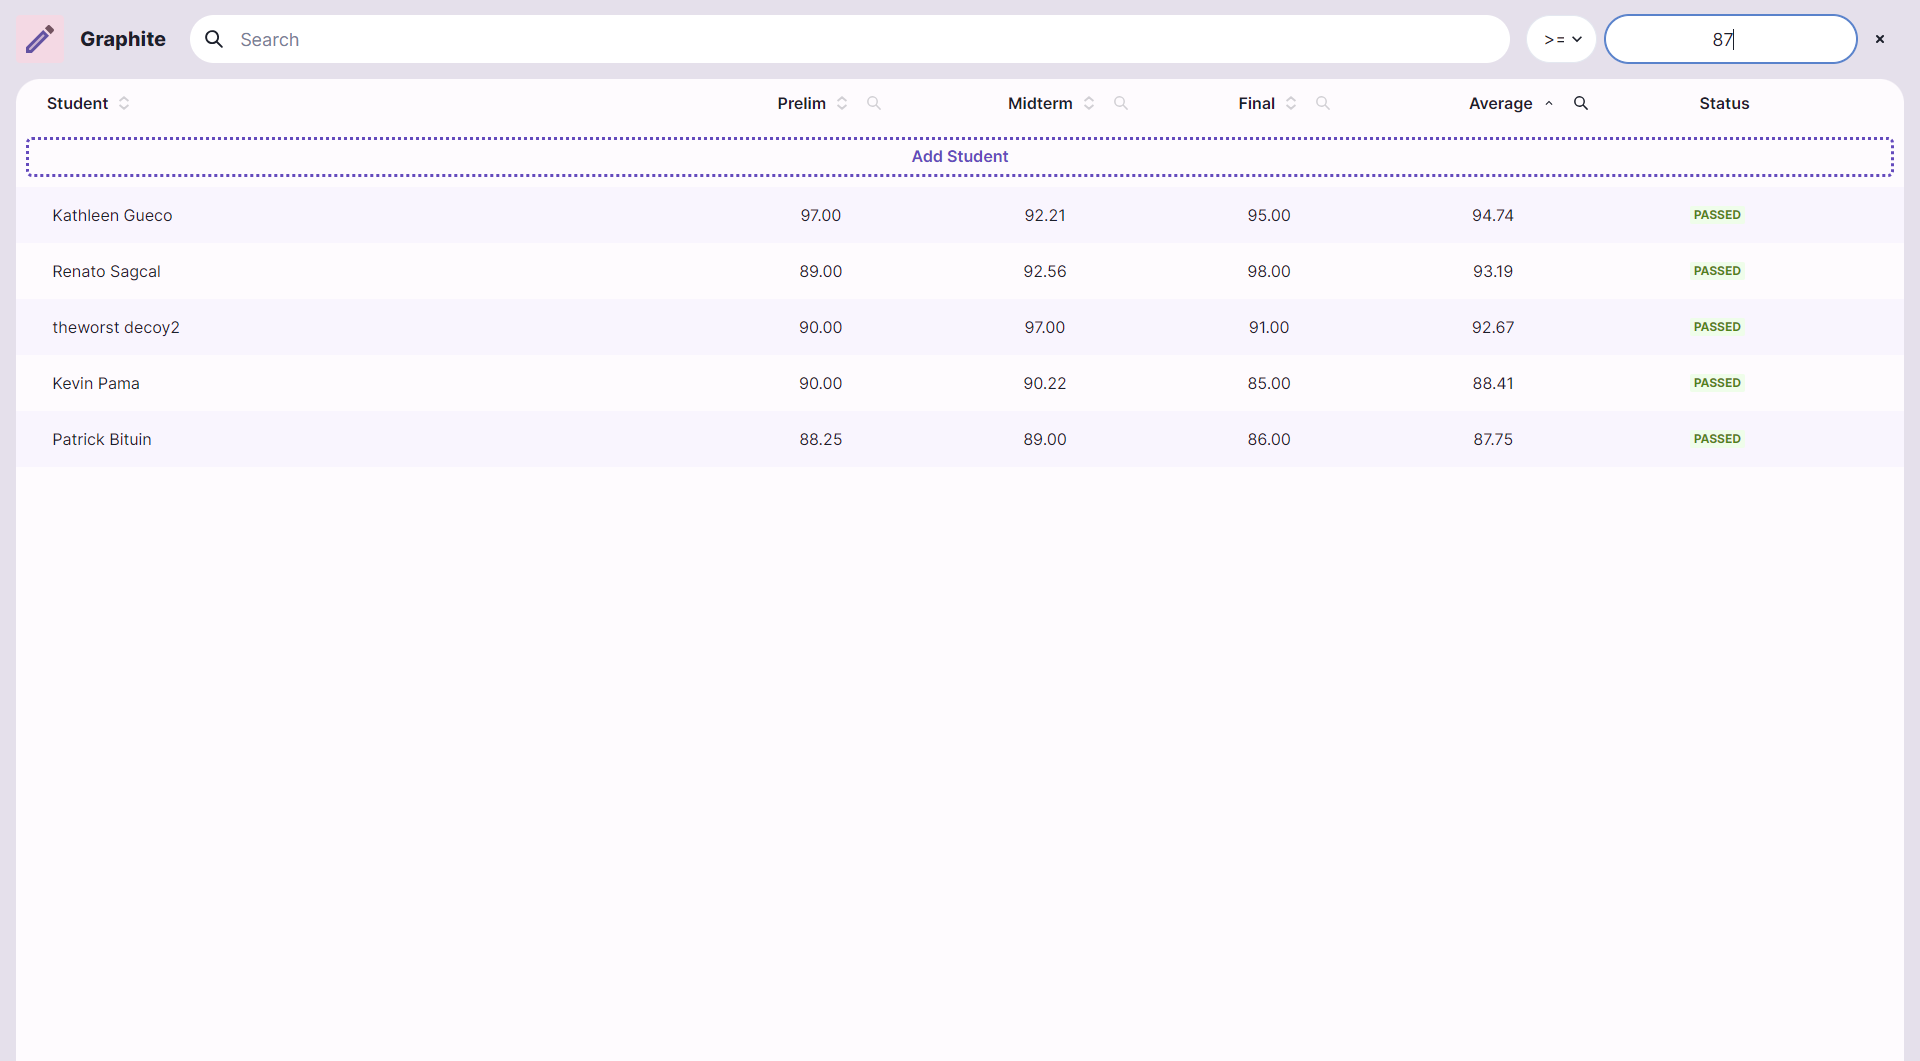 Graphite Search >= 87 ×
Student Prelim Midterm Final Average Status
Add Student
Kathleen Gueco 97.00 92.21 95.00 94.74 PASSED
Renato Sagcal 89.00 92.56 98.00 93.19 PASSED
theworst decoy2 90.00 97.00 91.00 92.67 PASSED
Kevin Pama 90.00 90.22 85.00 88.41 PASSED
Patrick Bituin 88.25 89.00 86.00 87.75 PASSED